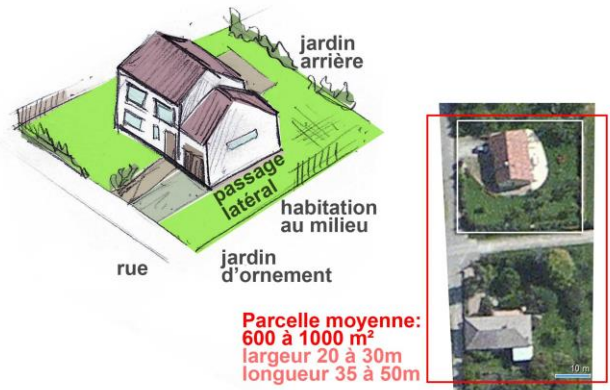 jardin
arrière
passage
latéral
habitation
au milieu
rue
jardin
d'ornement
Parcelle moyenne:
600 à 1000 m²
largeur 20 à 30m
longueur 35 à 50m
10 m